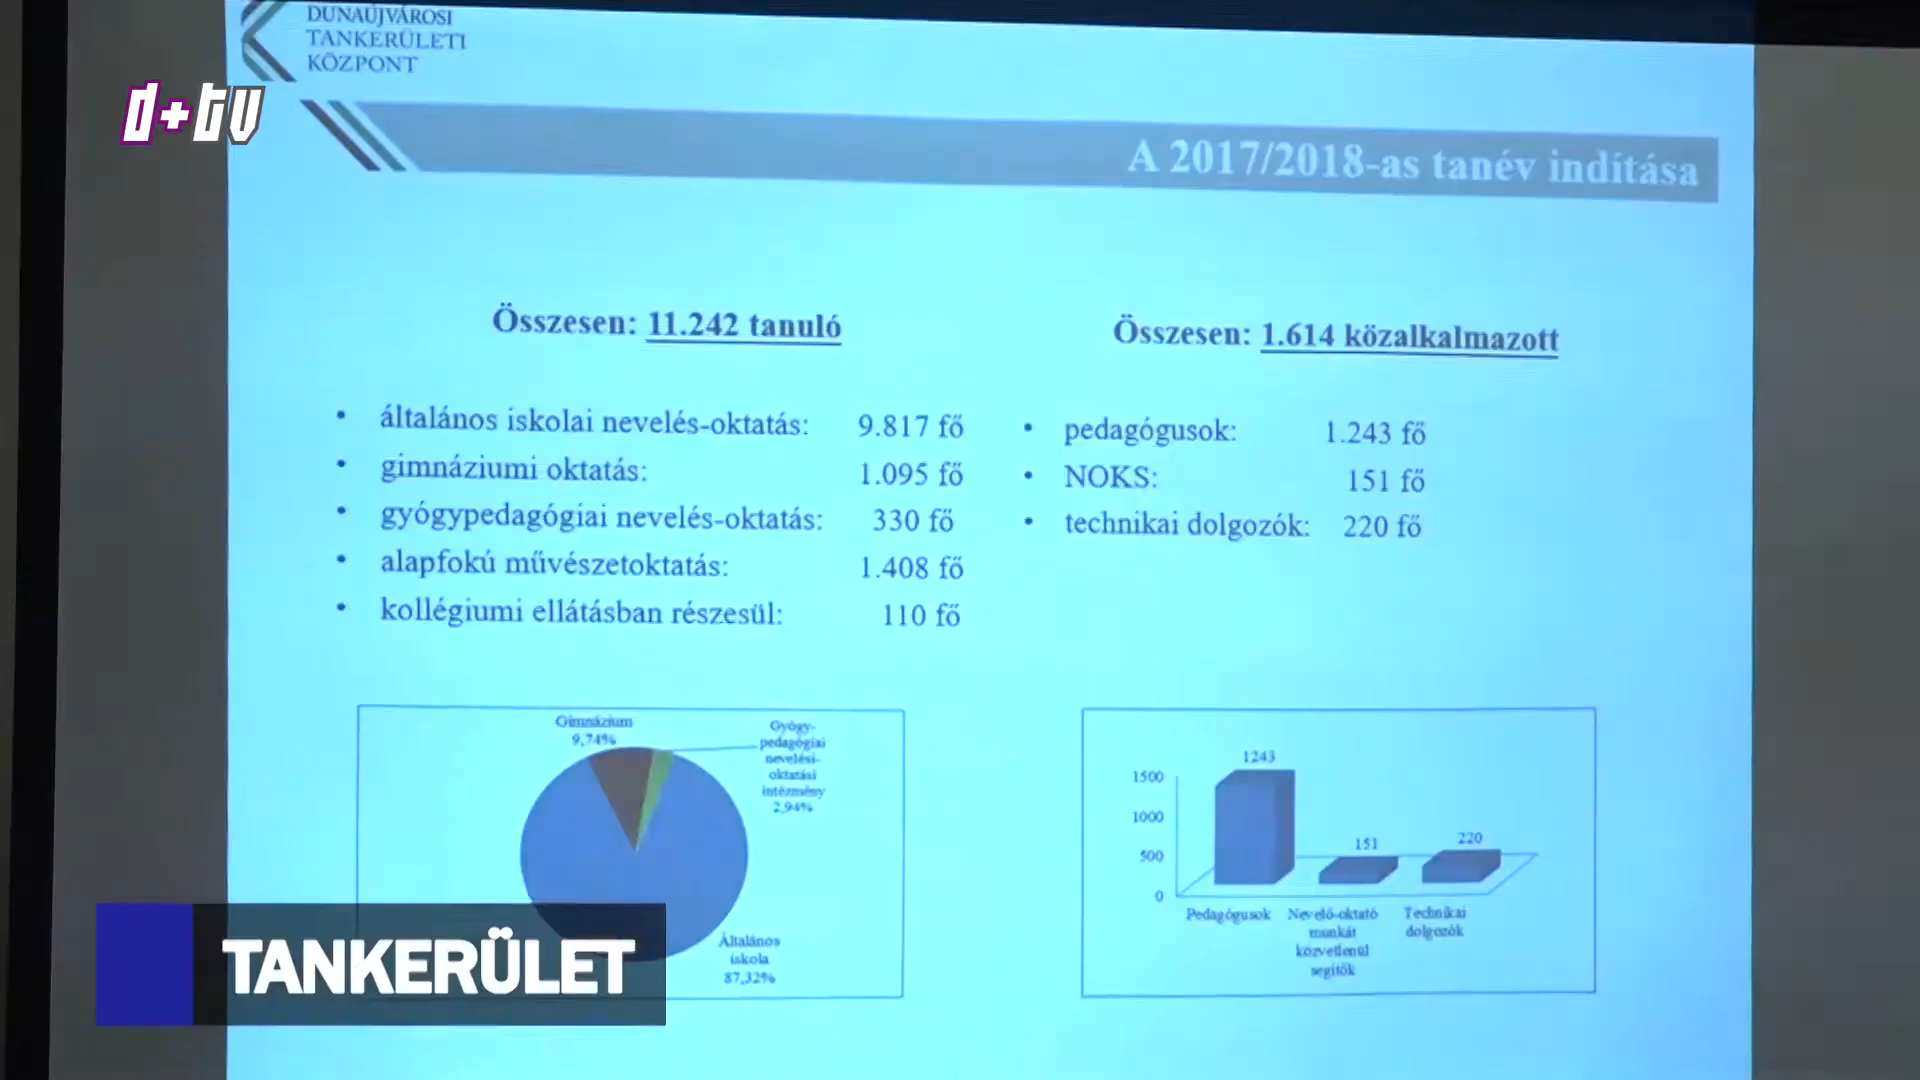 DUNAÚJVÁROSI
TANKERÜLETI
KÖZPONT
d+tv
A 2017/2018-as tanév indítása
Összesen: 11.242 tanuló
• általános iskolai nevelés-oktatás: 9.817 fő
• gimnáziumi oktatás: 1.095 fő
• gyógypedagógiai nevelés-oktatás: 330 fő
• alapfokú művészetoktatás: 1.408 fő
• kollégiumi ellátásban részesül: 110 fő
Összesen: 1.614 közalkalmazott
• pedagógusok: 1.243 fő
• NOKS: 151 fő
• technikai dolgozók: 220 fő
Gimnázium
9,74%
Gyógy-
pedagógiai
nevelési-
oktatási
intézmény
2,94%
Általános
iskola
87,32%
1500
1000
500
0
1243
151
220
Pedagógusok
Nevelő-oktató
munkát
közvetlenül
segítők
Technikai
dolgozók
TANKERÜLET